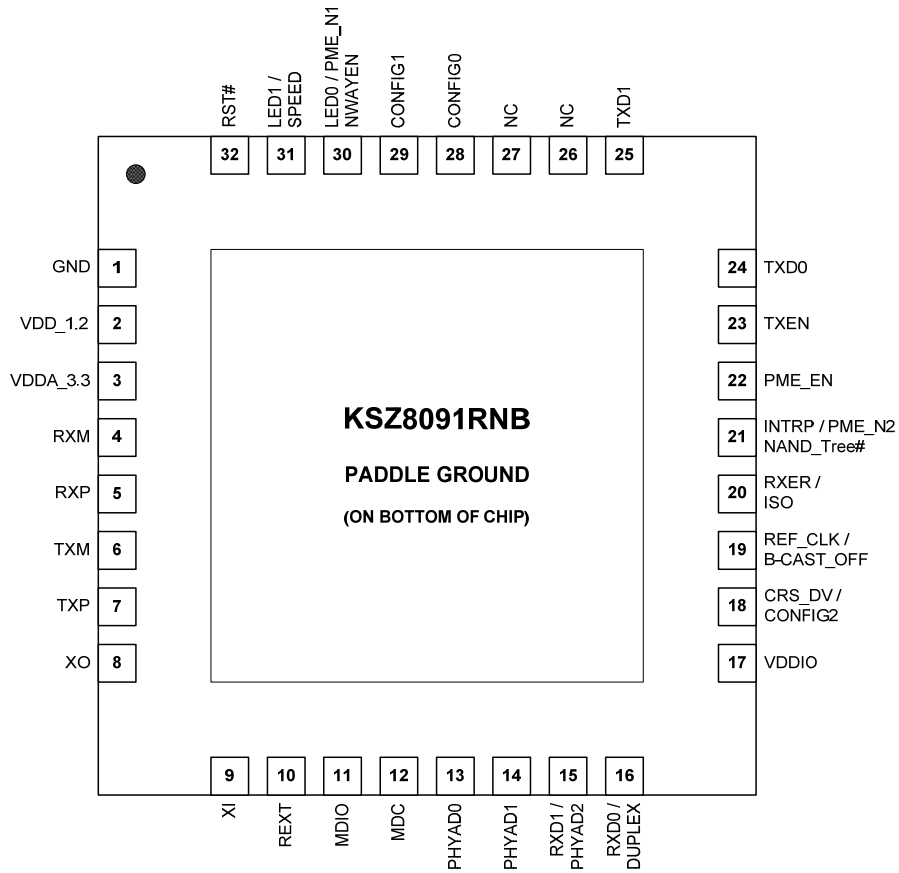 RST#
LED1 /
SPEED
LED0 / PME_N1
NWAYEN
CONFIG1
CONFIG0
NC
NC
TXD1
32
31
30
29
28
27
26
25
GND 1
VDD_1.2 2
VDDA_3.3 3
RXM 4
RXP 5
TXM 6
TXP 7
XO 8
KSZ8091RNB
PADDLE GROUND
(ON BOTTOM OF CHIP)
24 TXD0
23 TXEN
22 PME_EN
21 INTRP / PME_N2
NAND_Tree#
20 RXER /
ISO
19 REF_CLK /
B-CAST_OFF
18 CRS_DV /
CONFIG2
17 VDDIO
9
10
11
12
13
14
15
16
XI
REXT
MDIO
MDC
PHYAD0
PHYAD1
RXD1 /
PHYAD2
RXD0 /
DUPLEX